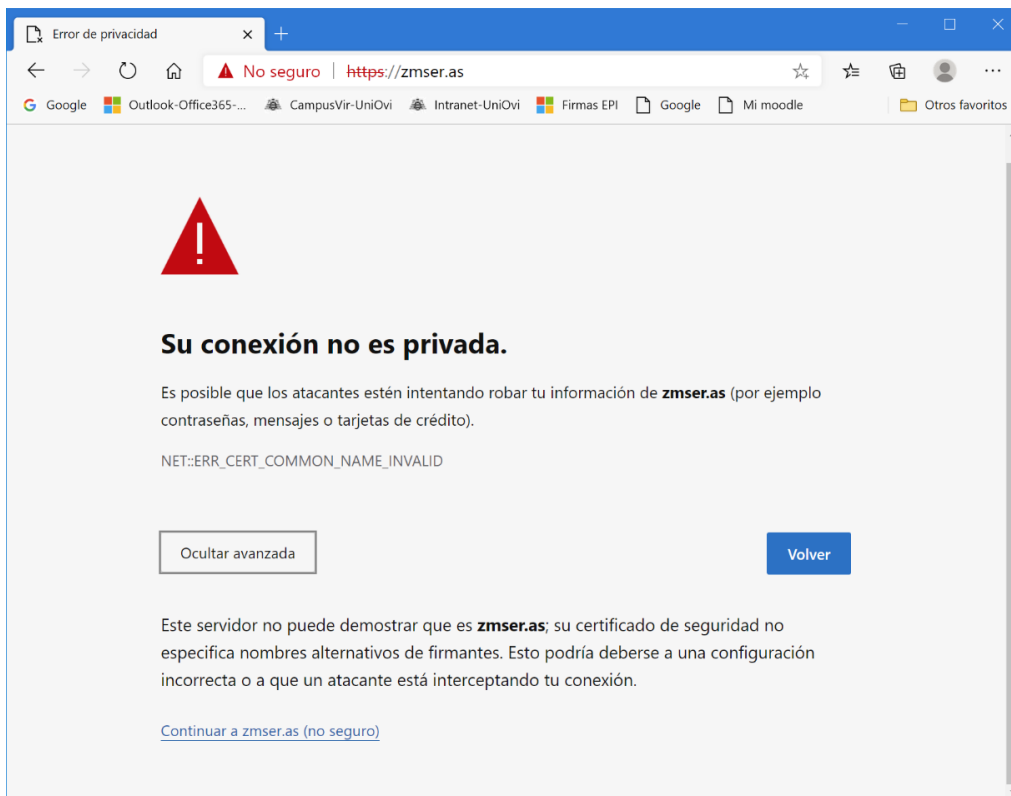 Error de privacidad
No seguro | https://zmser.as
Google Outlook-Office365-... CampusVir-UniOvi Intranet-UniOvi Firmas EPI Google Mi moodle Otros favoritos
Su conexión no es privada.
Es posible que los atacantes estén intentando robar tu información de zmser.as (por ejemplo
contraseñas, mensajes o tarjetas de crédito).
NET::ERR_CERT_COMMON_NAME_INVALID
Ocultar avanzada
Volver
Este servidor no puede demostrar que es zmser.as; su certificado de seguridad no
especifica nombres alternativos de firmantes. Esto podría deberse a una configuración
incorrecta o a que un atacante está interceptando tu conexión.
Continuar a zmser.as (no seguro)